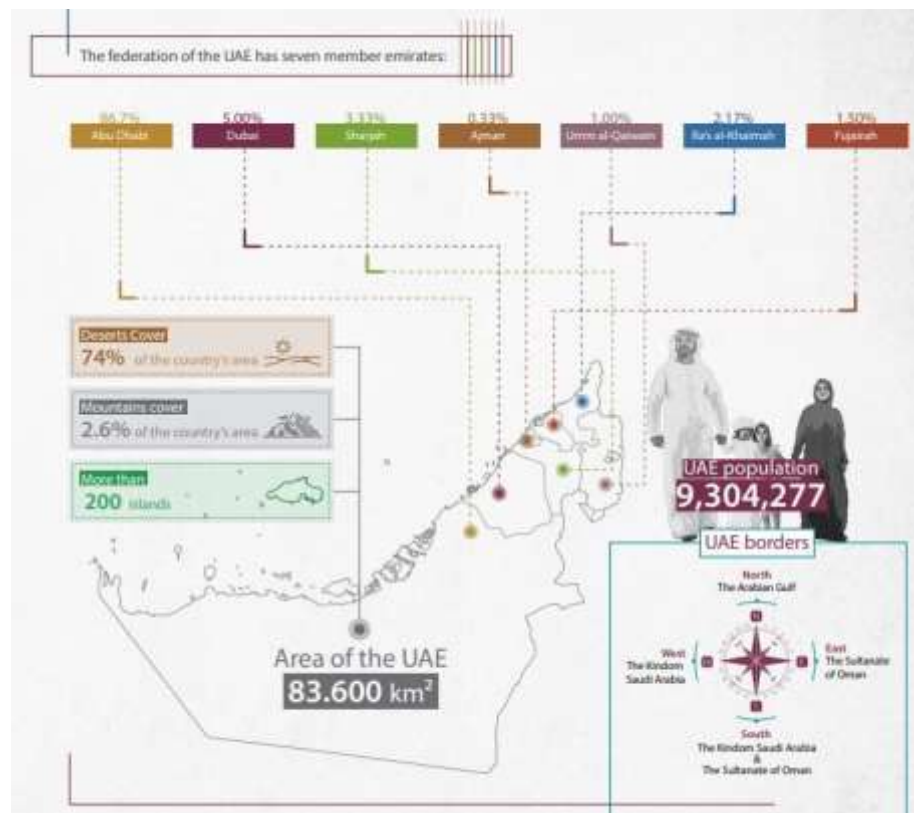 The federation of the UAE has seven member emirates:
86.7%
Abu Dhabi
5.00%
Dubai
3.33%
Sharjah
0.33%
Ajman
1.00%
Umm al-Qaiwain
2.17%
Ra's al-Khaimah
1.50%
Fujairah
Deserts Cover
74% of the country's area
Mountains cover
2.6% of the country's area
More than
200 islands
UAE population
9,304,277
UAE borders
North
The Arabian Gulf
N
West
The Kindom
Saudi Arabia
E
East
The Sultanate
of Oman
South
The Kindom Saudi Arabia
&
The Sultanate of Oman
Area of the UAE
83.600 km²